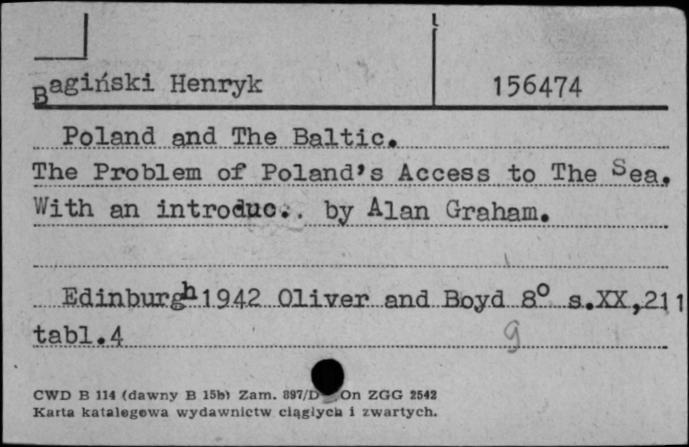 Bagiński Henryk 156474
Poland and The Baltic.
The Problem of Poland's Access to The Sea.
With an introduc.. by Alan Graham.
Edinburgh 1942 Oliver and Boyd 8° s.XX,211
tabl.4
9
CWD B 114 (dawny B 15b) Zam. 897/D On ZGG 2542
Karta katalogowa wydawnictw ciągłych i zwartych.